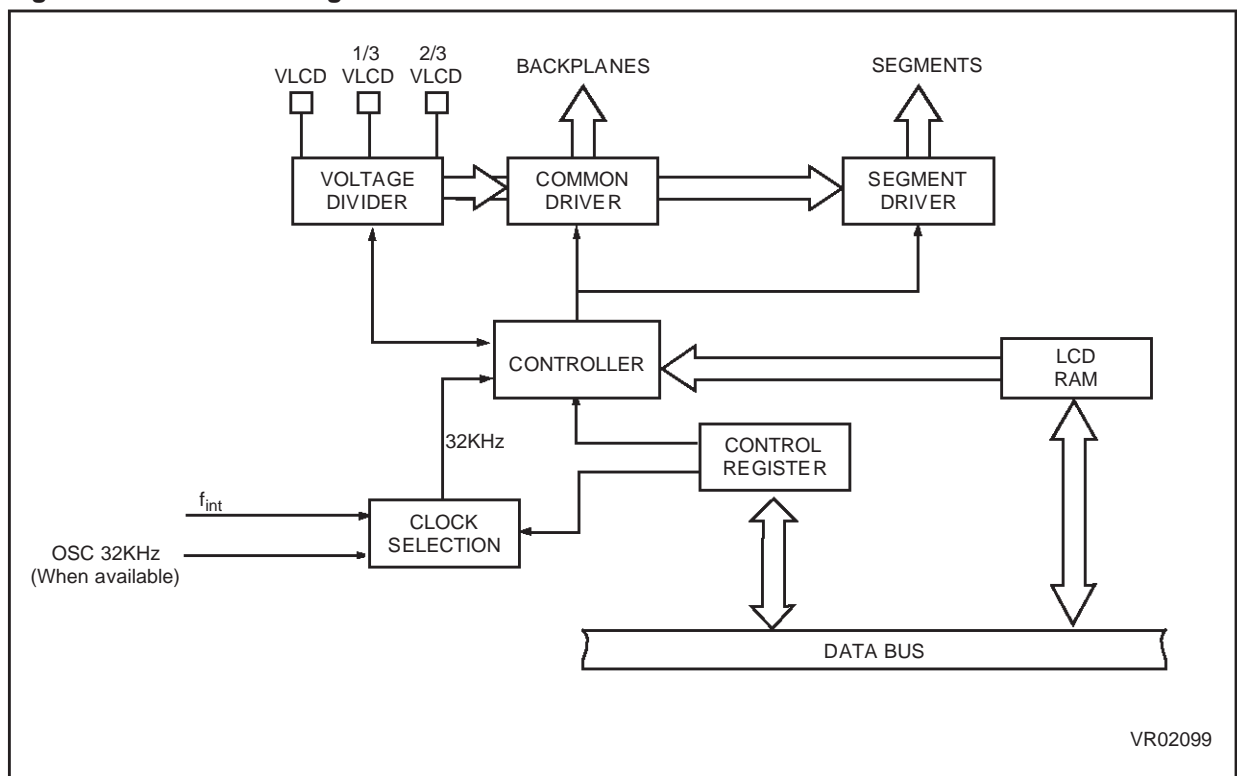 1/3
2/3
VLCD
VLCD
VLCD
BACKPLANES
SEGMENTS
VOLTAGE
DIVIDER
COMMON
DRIVER
SEGMENT
DRIVER
CONTROLLER
LCD
RAM
32KHz
CONTROL
REGISTER
fint
CLOCK
SELECTION
OSC 32KHz
(When available)
DATA BUS
VR02099